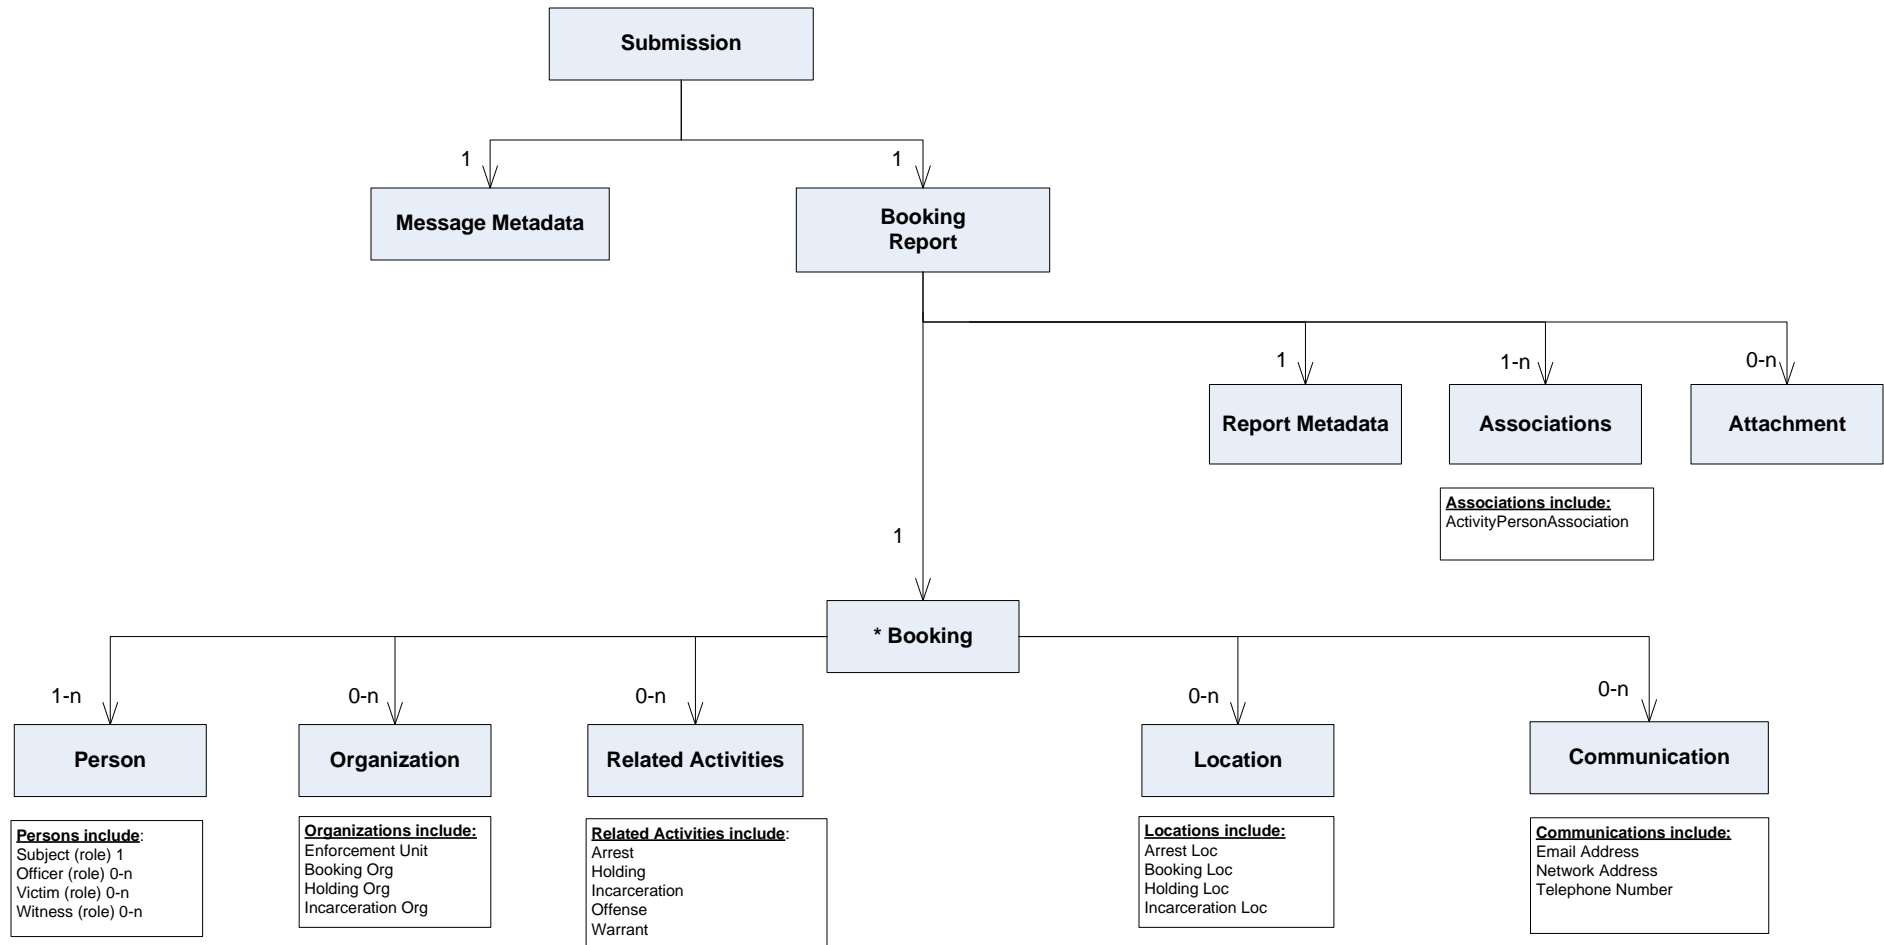 Submission
1
1
Message Metadata
Booking
Report
1
1-n
0-n
Report Metadata
Associations
Attachment
Associations include:
ActivityPersonAssociation
1
* Booking
1-n
0-n
0-n
0-n
0-n
Person
Organization
Related Activities
Location
Communication
Persons include:
Subject (role) 1
Officer (role) 0-n
Victim (role) 0-n
Witness (role) 0-n
Organizations include:
Enforcement Unit
Booking Org
Holding Org
Incarceration Org
Related Activities include:
Arrest
Holding
Incarceration
Offense
Warrant
Locations include:
Arrest Loc
Booking Loc
Holding Loc
Incarceration Loc
Communications include:
Email Address
Network Address
Telephone Number